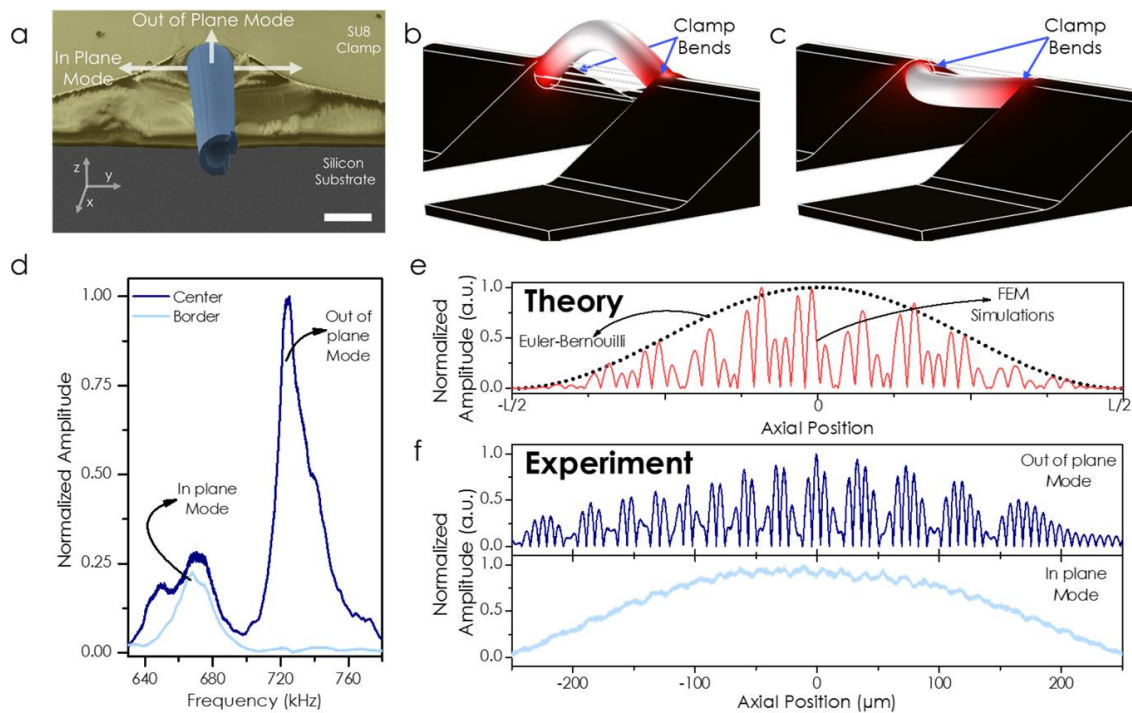 a
Out of Plane Mode
SU8
Clamp
In Plane
Mode
Silicon
Substrate
z
y
x
b
Clamp
Bends
c
Clamp
Bends
d
Center
Border
Out of
plane
Mode
In plane
Mode
1.00
0.75
0.50
0.25
0.00
Normalized Amplitude
640
680
720
760
Frequency (kHz)
e
Theory
FEM
Simulations
Euler-Bernouilli
1.0
0.5
0.0
Normalized
Amplitude (a.u.)
-L/2
0
L/2
Axial Position
f
Experiment
Out of plane
Mode
1.0
0.5
0.0
In plane
Mode
1.0
0.5
0.0
Normalized
Amplitude (a.u.)
-200
-100
0
100
200
Axial Position (µm)